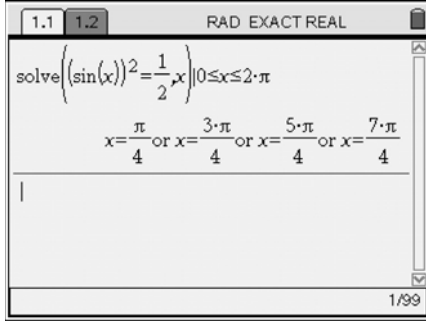 1.1 1.2 RAD EXACT REAL
solve((sin(x))²=1/2,x)|0≤x≤2·π
x=π/4 or x=3·π/4 or x=5·π/4 or x=7·π/4
1/99